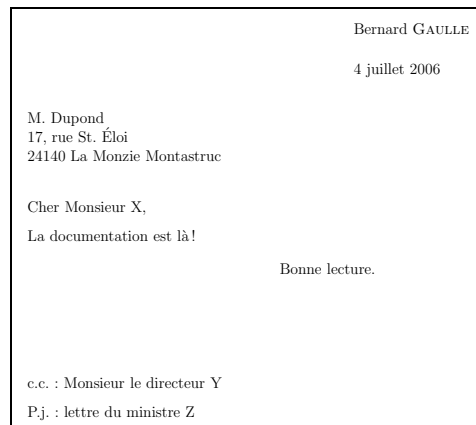 Bernard GAULLE
4 juillet 2006
M. Dupond
17, rue St. Éloi
24140 La Monzie Montastruc
Cher Monsieur X,
La documentation est là !
Bonne lecture.
c.c. : Monsieur le directeur Y
P.j. : lettre du ministre Z